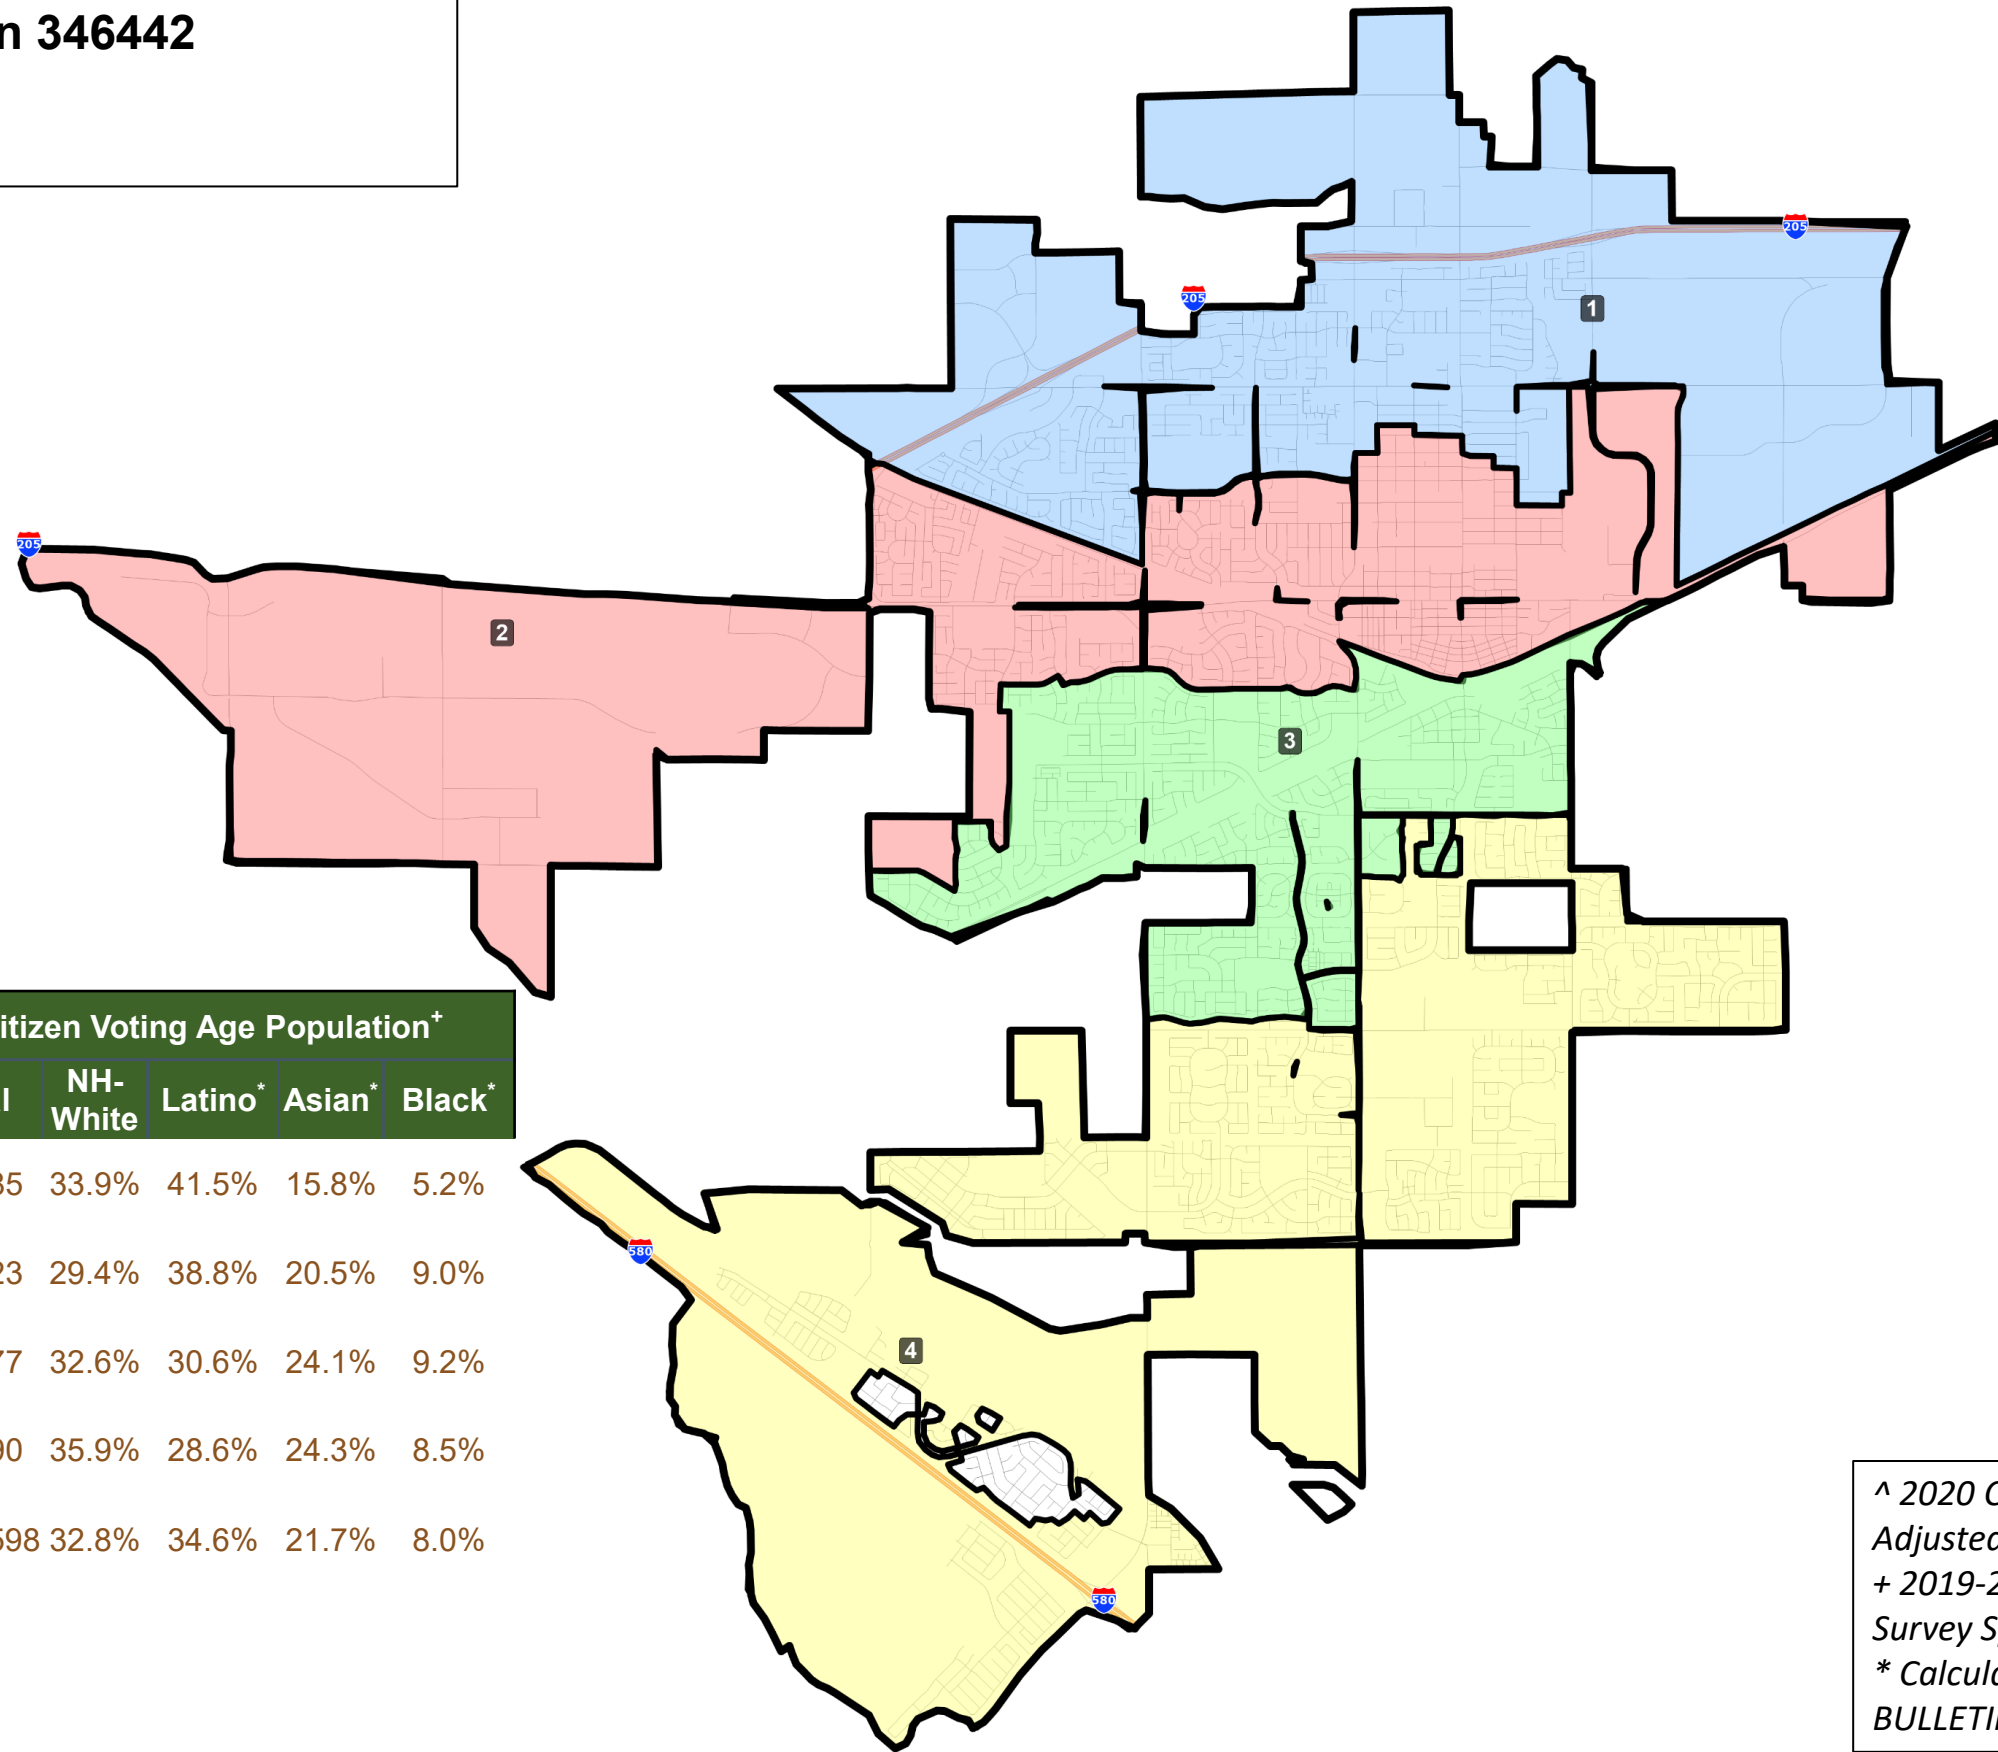 n 346442
205
205
1
205
2
3
itizen Voting Age Population+
l NH-White Latino* Asian* Black*
35 33.9% 41.5% 15.8% 5.2%
23 29.4% 38.8% 20.5% 9.0%
77 32.6% 30.6% 24.1% 9.2%
90 35.9% 28.6% 24.3% 8.5%
598 32.8% 34.6% 21.7% 8.0%
580
4
580
^ 2020 C
Adjusted
+ 2019-2
Survey S
* Calcula
BULLETI